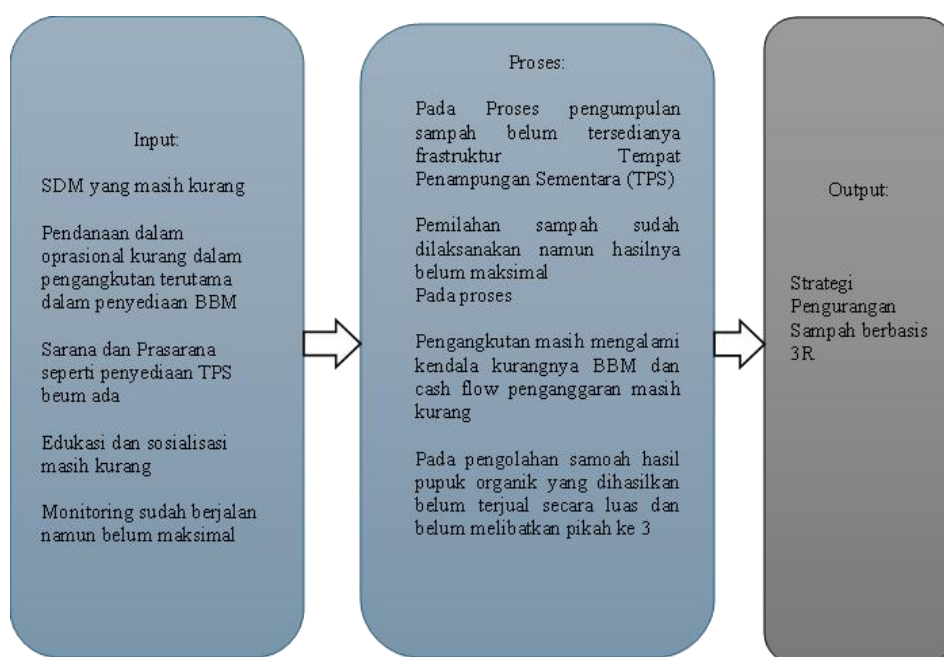 Input:
SDM yang masih kurang
Pendanaan dalam
oprasional kurang dalam
pengangkutan terutama
dalam penyediaan BBM
Sarana dan Prasarana
seperti penyediaan TPS
beum ada
Edukasi dan sosialisasi
masih kurang
Monitoring sudah berjalan
namun belum maksimal
Proses:
Pada Proses pengumpulan
sampah belum tersedianya
frastruktur Tempat
Penampungan Sementara (TPS)
Pemilahan sampah sudah
dilaksanakan namun hasilnya
belum maksimal
Pada proses
Pengangkutan masih mengalami
kendala kurangnya BBM dan
cash flow penganggaran masih
kurang
Pada pengolahan samoah hasil
pupuk organik yang dihasilkan
belum terjual secara luas dan
belum melibatkan pikah ke 3
Output:
Strategi
Pengurangan
Sampah berbasis
3R